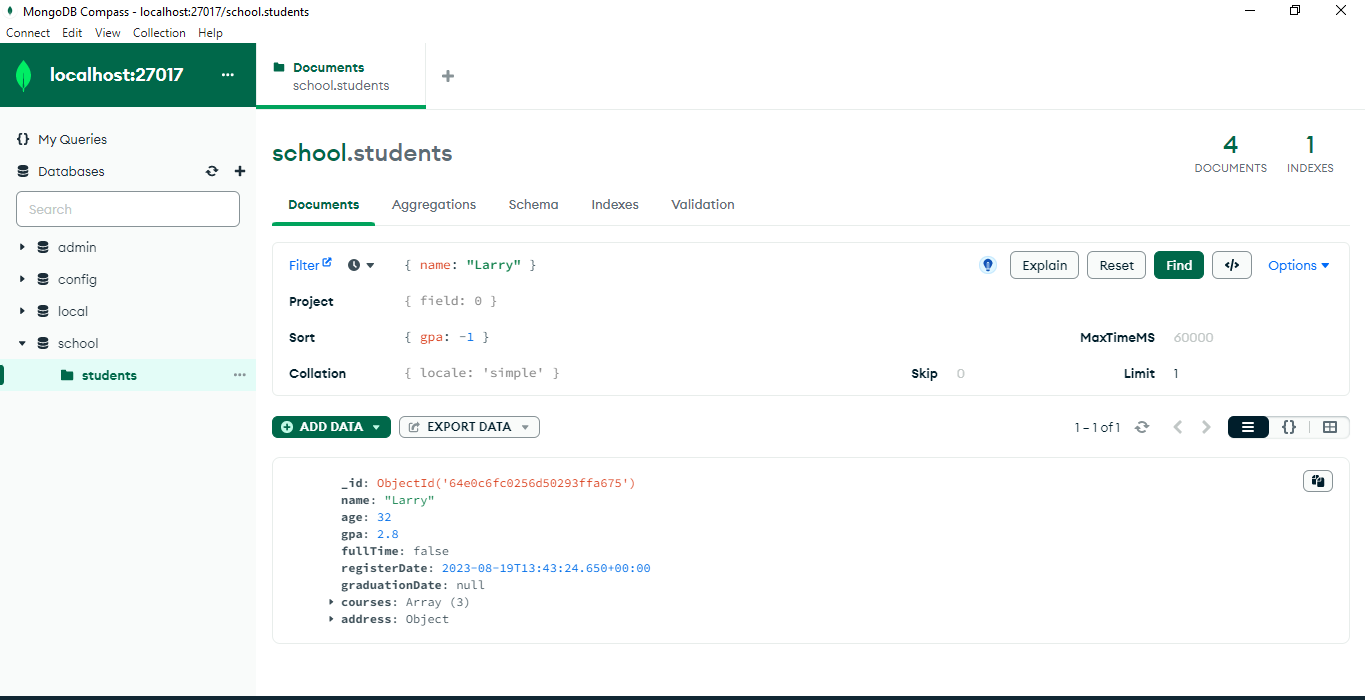 MongoDB Compass - localhost:27017/school.students
Connect Edit View Collection Help
localhost:27017 ...
Documents
school.students
+
{} My Queries
Databases
Search
admin
config
local
school
students ...
school.students
4
DOCUMENTS
1
INDEXES
Documents Aggregations Schema Indexes Validation
Filter { name: "Larry" } Explain Reset Find </> Options
Project { field: 0 }
Sort { gpa: -1 } MaxTimeMS 60000
Collation { locale: 'simple' } Skip 0 Limit 1
ADD DATA EXPORT DATA 1 – 1 of 1 {}
_id: ObjectId('64e0c6fc0256d50293ffa675')
name: "Larry"
age: 32
gpa: 2.8
fullTime: false
registerDate: 2023-08-19T13:43:24.650+00:00
graduationDate: null
courses: Array (3)
address: Object